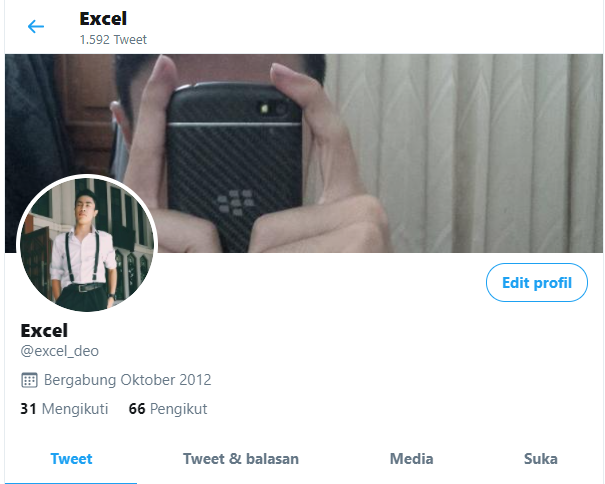 Excel
1.592 Tweet
Edit profil
Excel
@excel_deo
Bergabung Oktober 2012
31 Mengikuti 66 Pengikut
Tweet Tweet & balasan Media Suka